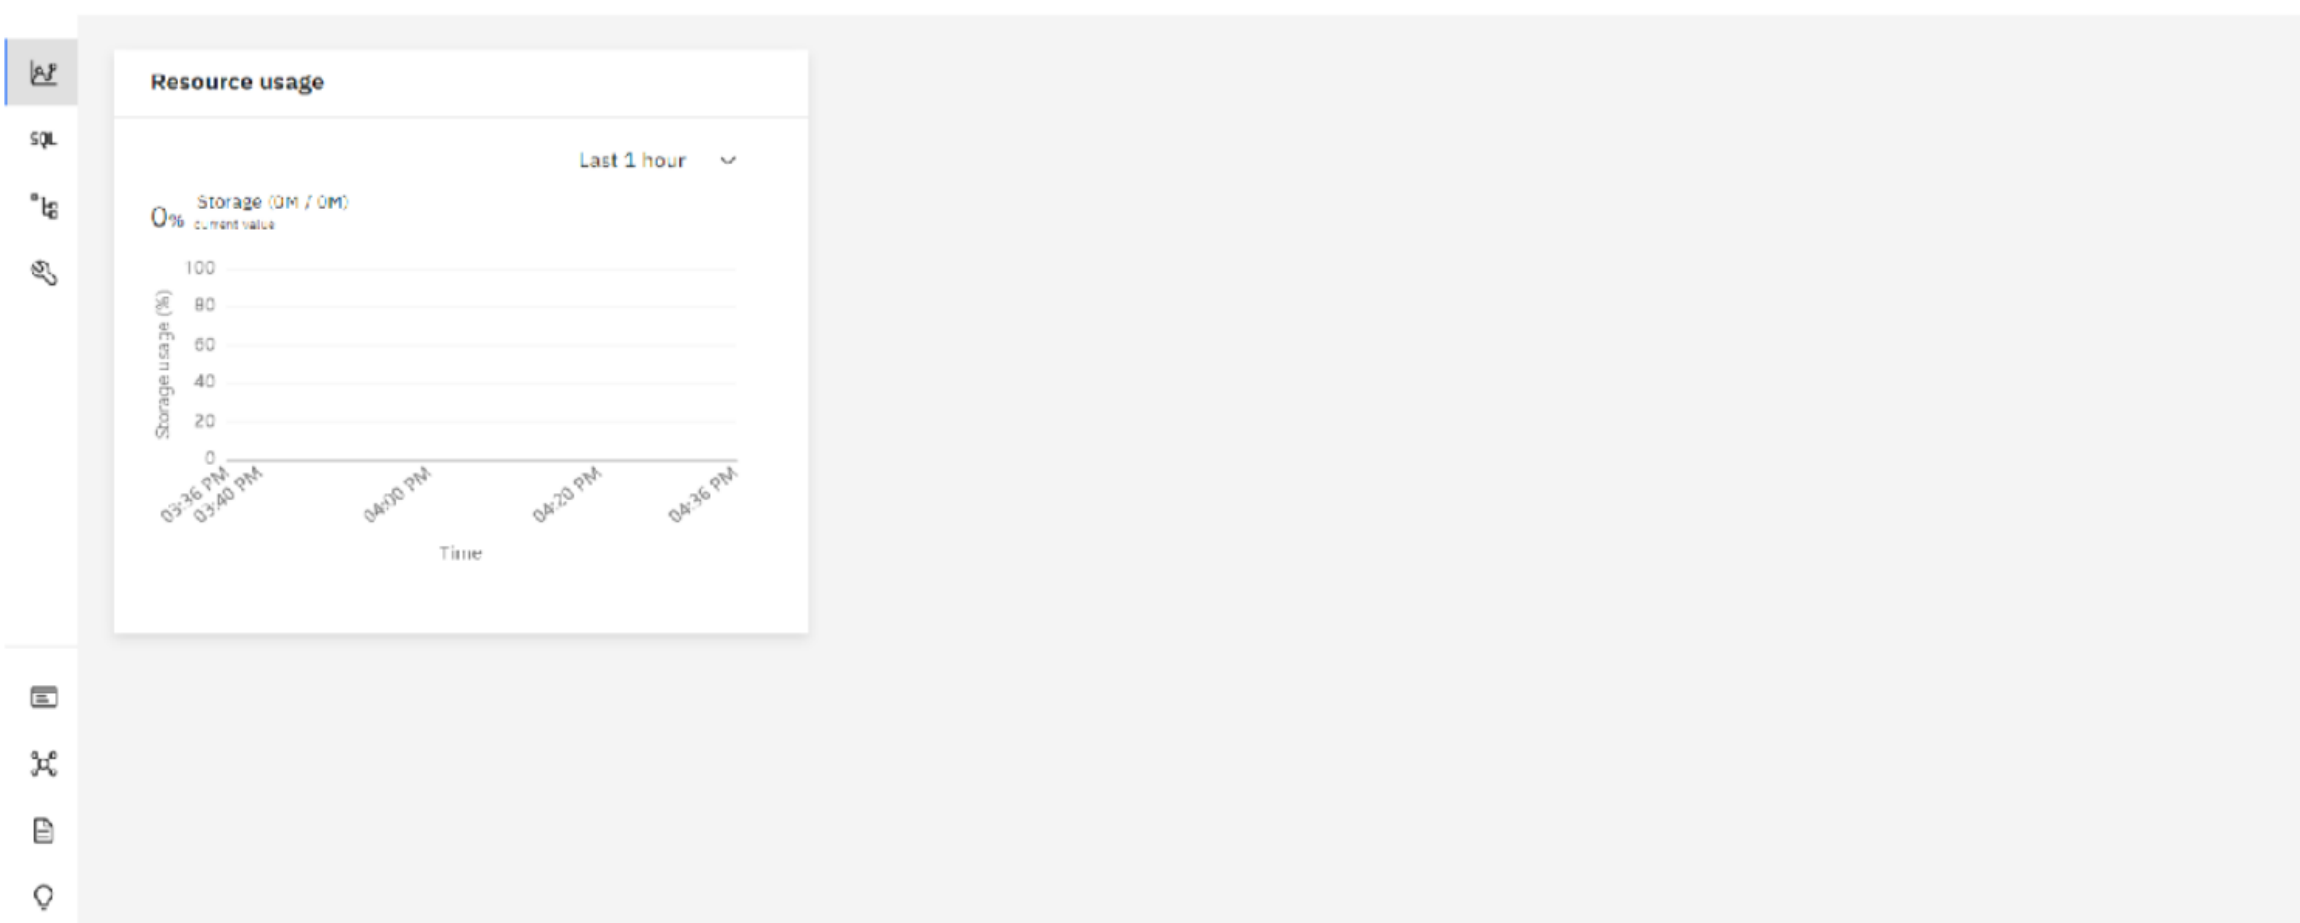 Resource usage
SQL
Last 1 hour
Storage (0M / 0M)
0%
current value
100
80
60
40
20
0
Storage usage (%)
03:36 PM
03:40 PM
04:00 PM
04:20 PM
04:36 PM
Time